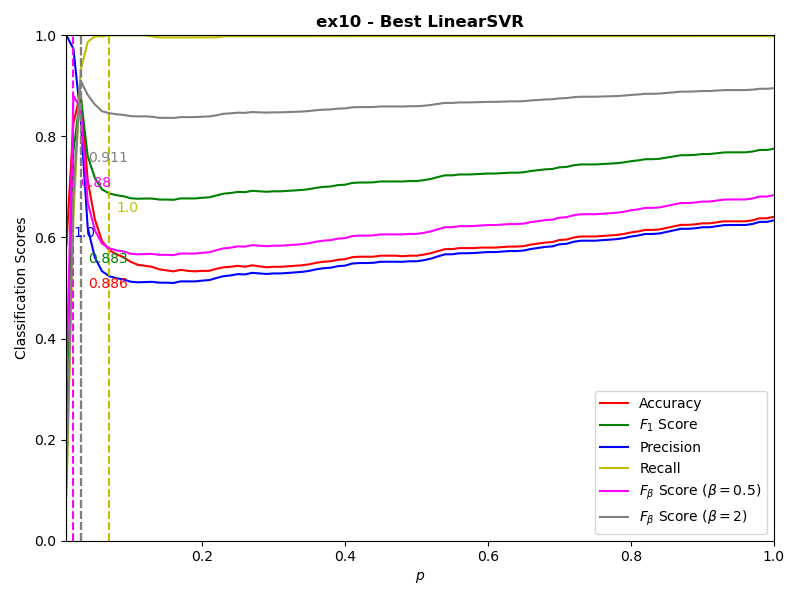 ex10 - Best LinearSVR
Classification Scores
1.0
0.8
0.6
0.4
0.2
0.0
0.911
0.88
1.0
1.0
0.883
0.886
Accuracy
F₁ Score
Precision
Recall
Fᵦ Score (β = 0.5)
Fᵦ Score (β = 2)
0.2
0.4
0.6
0.8
1.0
p